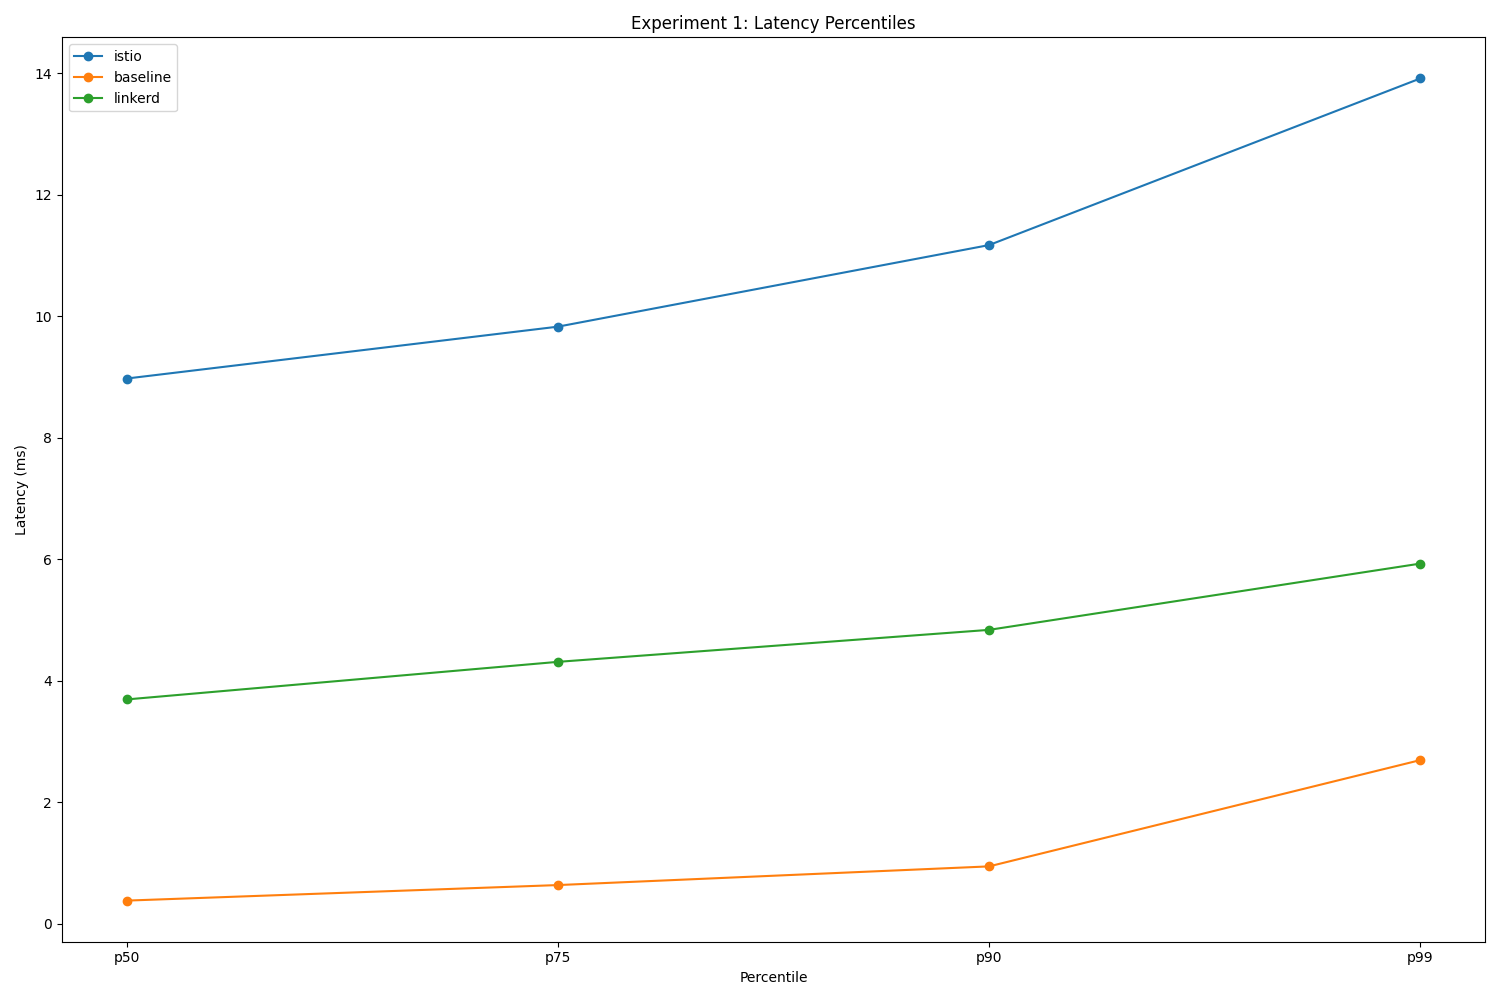 Experiment 1: Latency Percentiles
istio
baseline
linkerd
14
12
10
8
6
4
2
0
Latency (ms)
p50
p75
p90
p99
Percentile